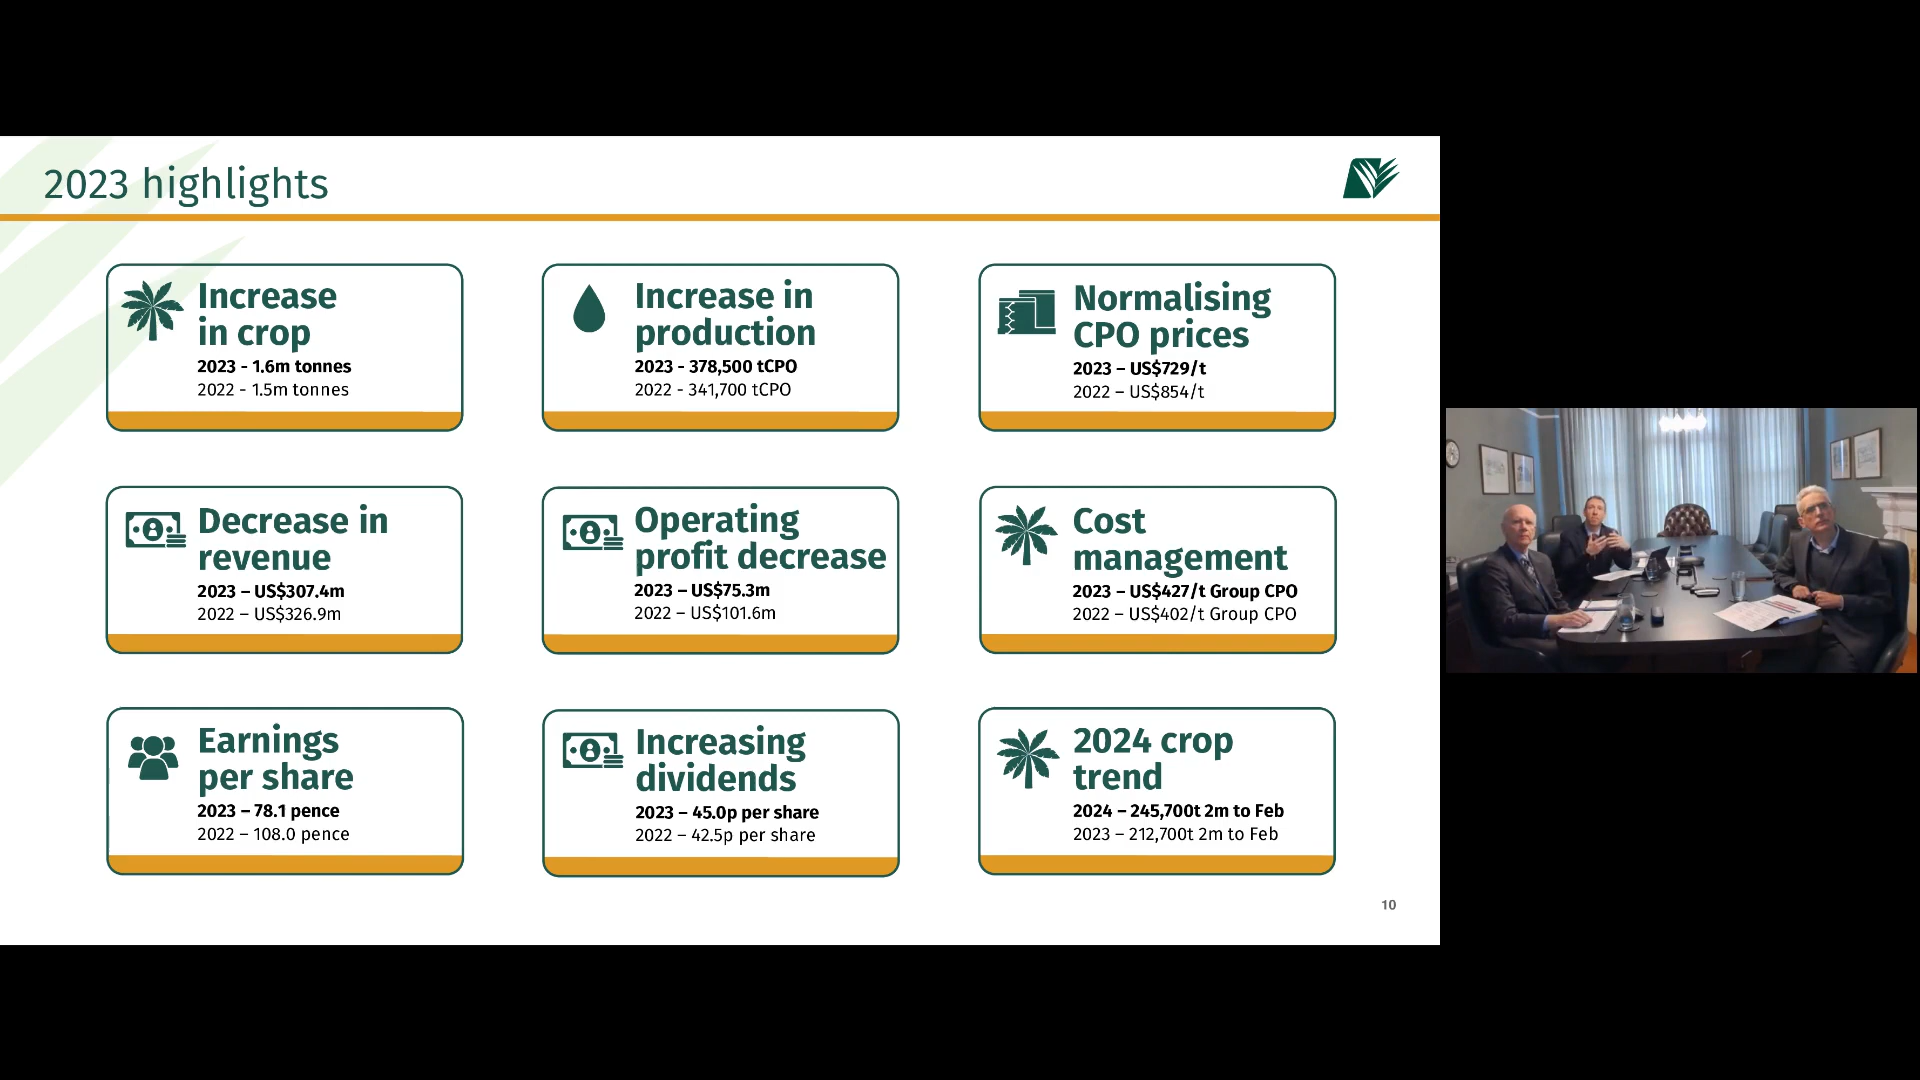 2023 highlights
Increase
in crop
2023 - 1.6m tonnes
2022 - 1.5m tonnes
Increase in
production
2023 - 378,500 tCPO
2022 - 341,700 tCPO
Normalising
CPO prices
2023 – US$729/t
2022 – US$854/t
Decrease in
revenue
2023 – US$307.4m
2022 – US$326.9m
Operating
profit decrease
2023 – US$75.3m
2022 – US$101.6m
Cost
management
2023 – US$427/t Group CPO
2022 – US$402/t Group CPO
Earnings
per share
2023 – 78.1 pence
2022 – 108.0 pence
Increasing
dividends
2023 – 45.0p per share
2022 – 42.5p per share
2024 crop
trend
2024 – 245,700t 2m to Feb
2023 – 212,700t 2m to Feb
10